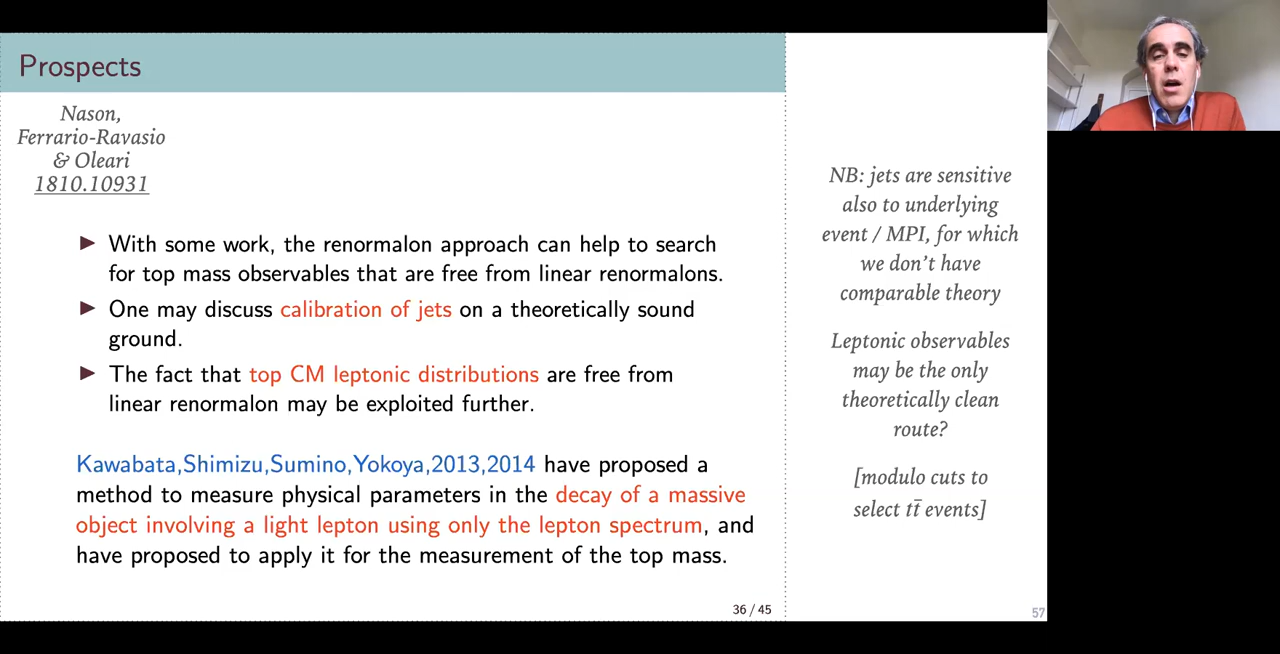 Prospects
Nason,
Ferrario-Ravasio
& Oleari
1810.10931
▶ With some work, the renormalon approach can help to search
for top mass observables that are free from linear renormalons.
▶ One may discuss calibration of jets on a theoretically sound
ground.
▶ The fact that top CM leptonic distributions are free from
linear renormalon may be exploited further.
Kawabata,Shimizu,Sumino,Yokoya,2013,2014 have proposed a
method to measure physical parameters in the decay of a massive
object involving a light lepton using only the lepton spectrum, and
have proposed to apply it for the measurement of the top mass.
36 / 45
NB: jets are sensitive
also to underlying
event / MPI, for which
we don't have
comparable theory
Leptonic observables
may be the only
theoretically clean
route?
[modulo cuts to
select tt̄ events]
57